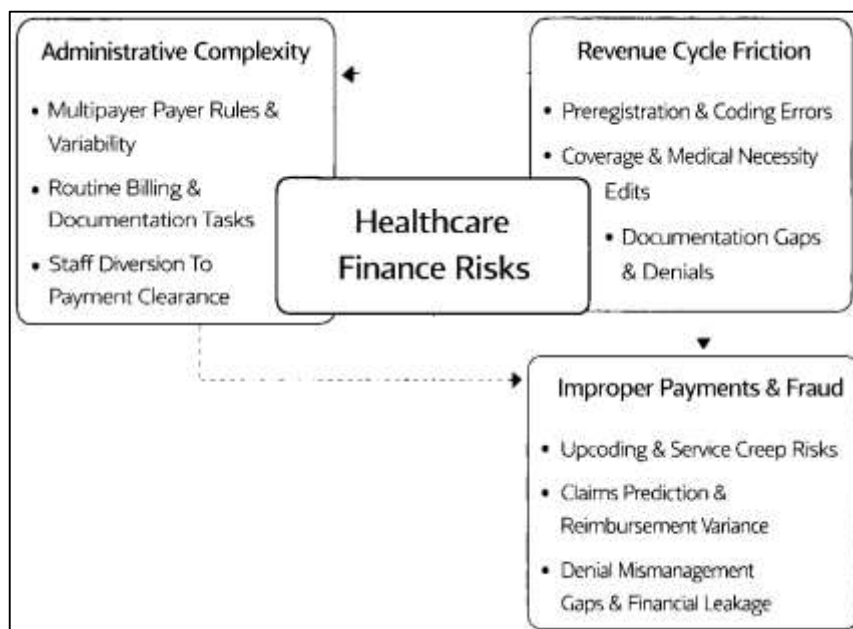 Administrative Complexity
• Multipayer Payer Rules &
Variability
• Routine Billing &
Documentation Tasks
• Staff Diversion To
Payment Clearance
Healthcare
Finance Risks
Revenue Cycle Friction
• Preregistration & Coding Errors
• Coverage & Medical Necessity
Edits
• Documentation Gaps
& Denials
Improper Payments & Fraud
• Upcoding & Service Creep Risks
• Claims Prediction &
Reimbursement Variance
• Denial Mismanagement
Gaps & Financial Leakage